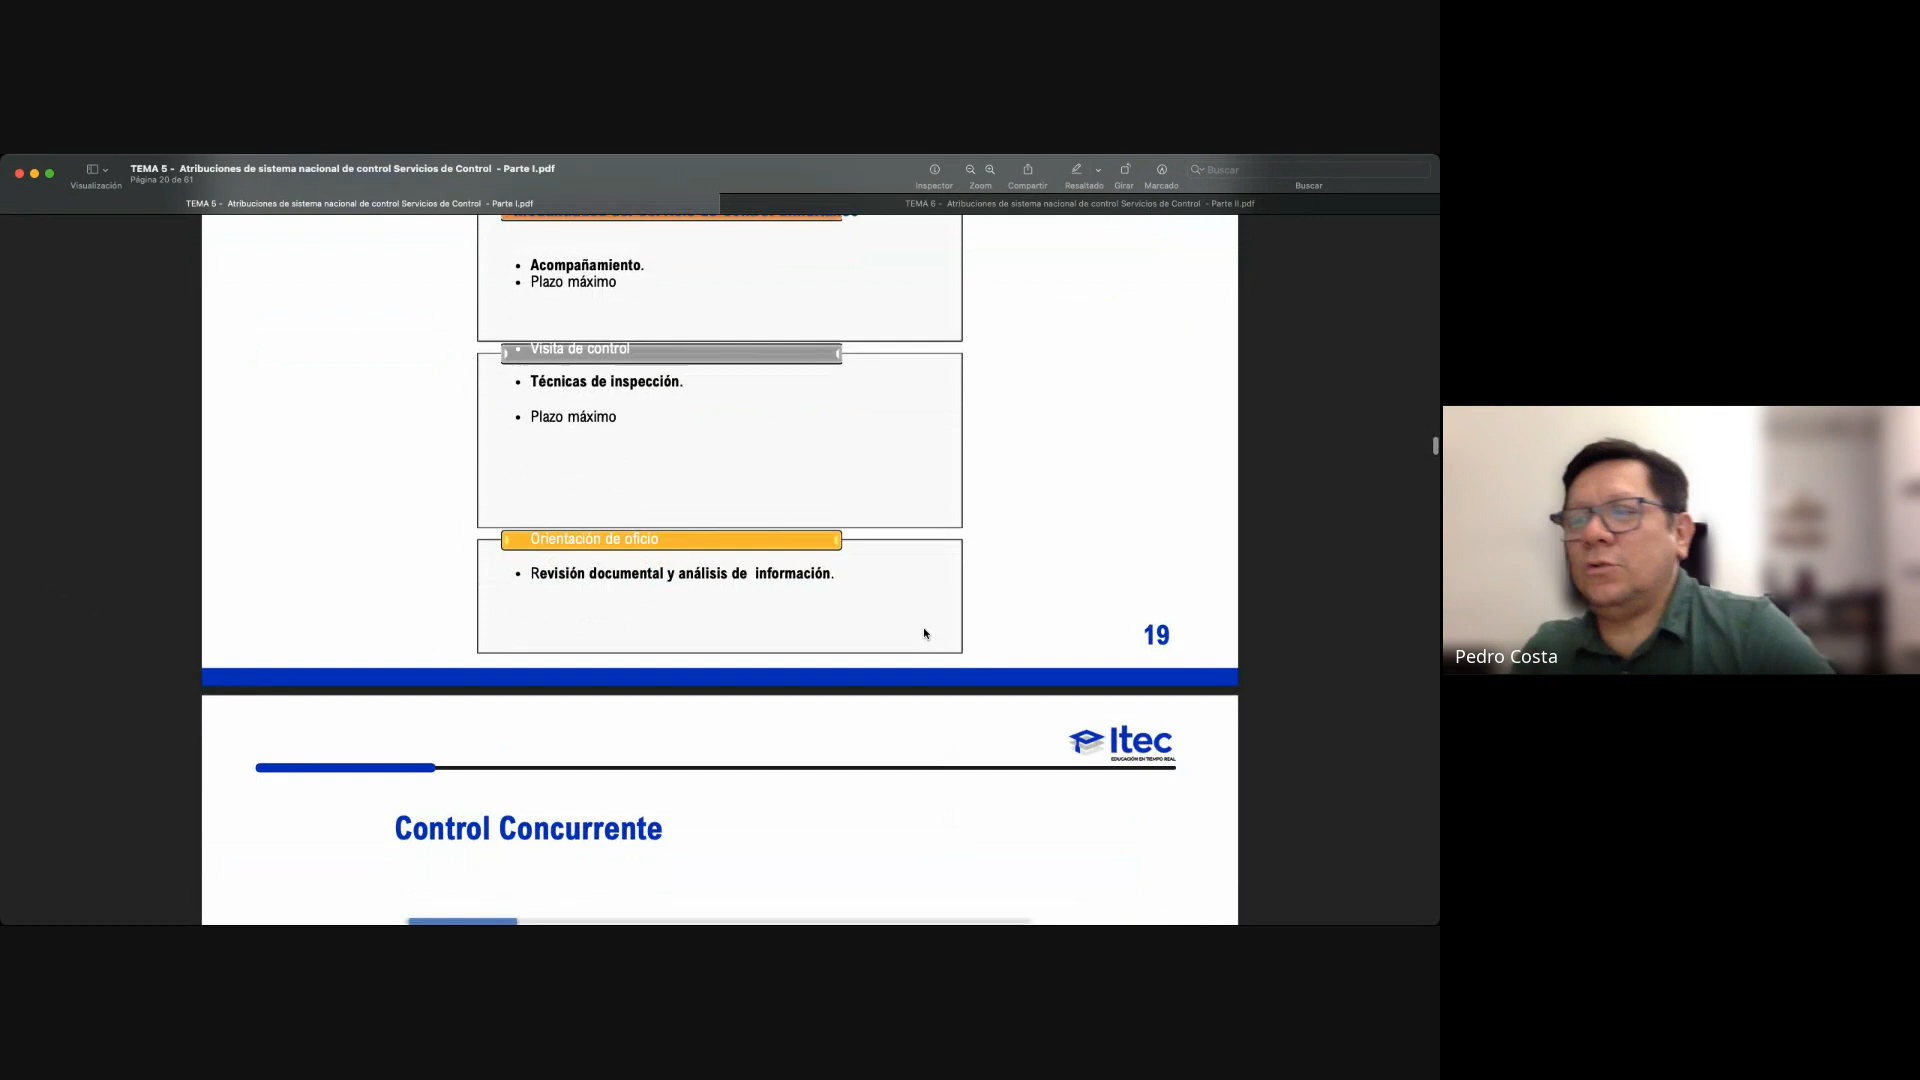 TEMA 5 - Atribuciones de sistema nacional de control Servicios de Control - Parte I.pdf
Página 20 de 61
Visualización
Inspector
Zoom
Compartir
Resaltado
Girar
Marcado
Buscar
Buscar
TEMA 5 - Atribuciones de sistema nacional de control Servicios de Control - Parte I.pdf
TEMA 6 - Atribuciones de sistema nacional de control Servicios de Control - Parte II.pdf
• Acompañamiento.
• Plazo máximo
• Visita de control
• Técnicas de inspección.
• Plazo máximo
Orientación de oficio
• Revisión documental y análisis de información.
19
Itec
EDUCACIÓN EN TIEMPO REAL
Control Concurrente
Pedro Costa